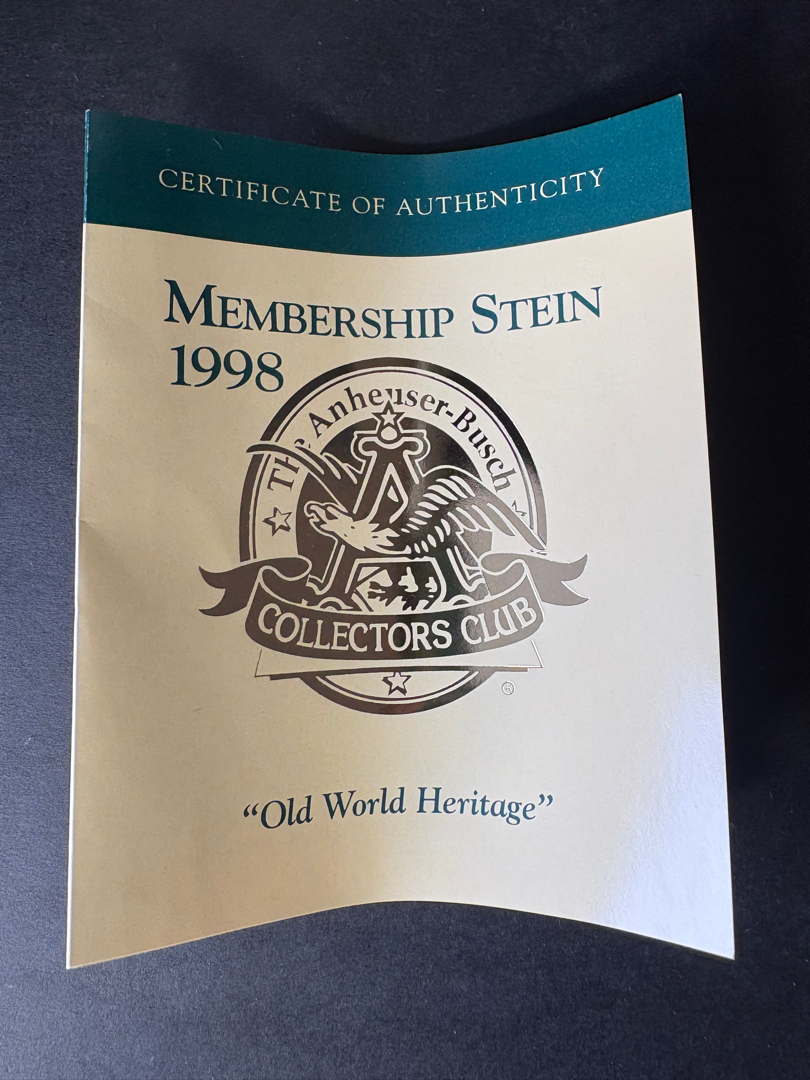 CERTIFICATE OF AUTHENTICITY
MEMBERSHIP STEIN
1998
The Anheuser-Busch
A
COLLECTORS CLUB
®
“Old World Heritage”